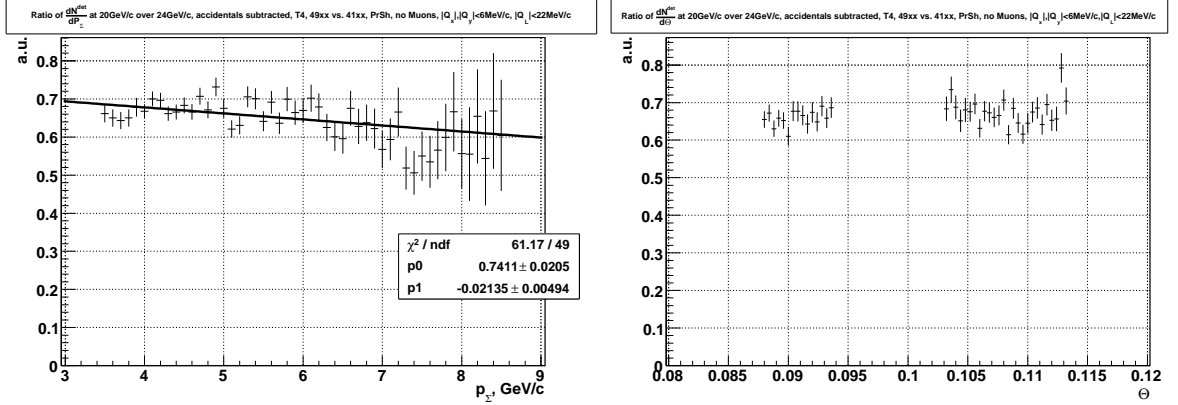 Ratio of dN^det/dP_Σ at 20GeV/c over 24GeV/c, accidentals subtracted, T4, 49xx vs. 41xx, PrSh, no Muons, |Q_x|,|Q_y|<6MeV/c, |Q_L|<22MeV/c
a.u.
0.8
0.7
0.6
0.5
0.4
0.3
0.2
0.1
0
χ² / ndf 61.17 / 49
p0 0.7411 ± 0.0205
p1 -0.02135 ± 0.00494
3 4 5 6 7 8 9
p_Σ, GeV/c
Ratio of dN^det/dΘ at 20GeV/c over 24GeV/c, accidentals subtracted, T4, 49xx vs. 41xx, PrSh, no Muons, |Q_x|,|Q_y|<6MeV/c,|Q_L|<22MeV/c
a.u.
0.8
0.7
0.6
0.5
0.4
0.3
0.2
0.1
0
0.08 0.085 0.09 0.095 0.1 0.105 0.11 0.115 0.12
Θ